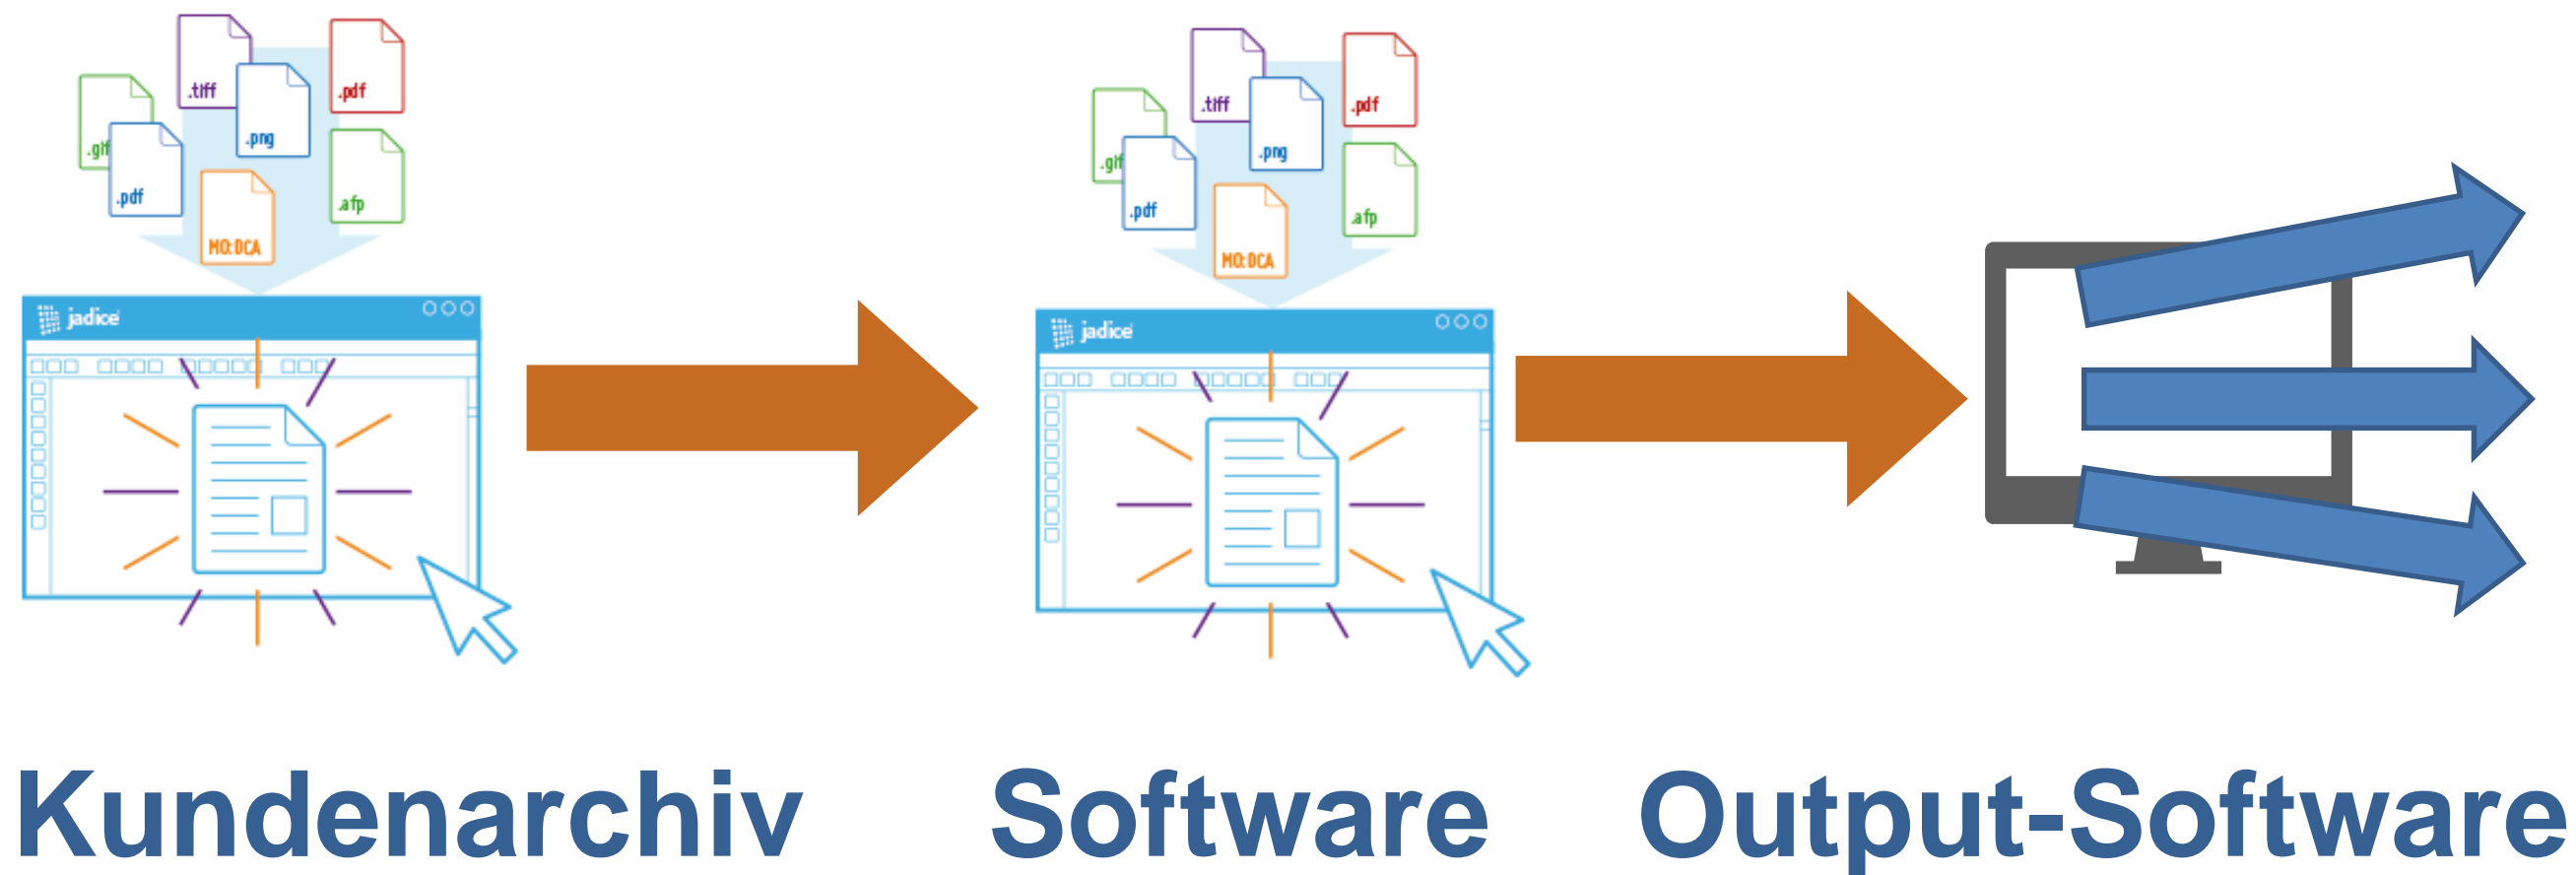 .tiff
.pdf
.gif
.png
.pdf
.afp
MO:DCA
jadice
.tiff
.pdf
.gif
.png
.pdf
.afp
MO:DCA
jadice
Kundenarchiv
Software
Output-Software